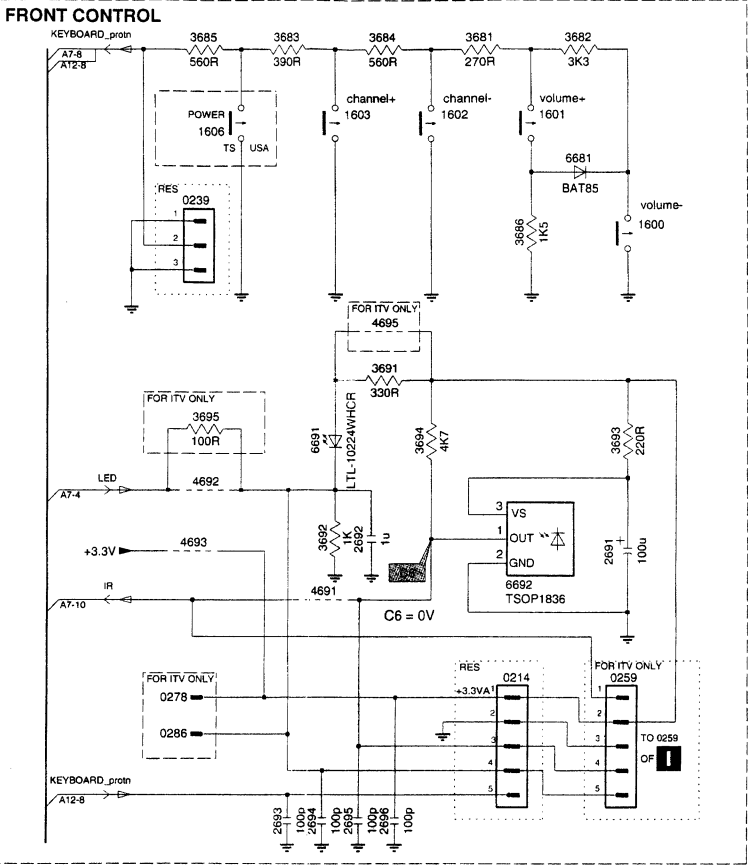 FRONT CONTROL
KEYBOARD_protn
A7-8
A12-8
3685
560R
3683
390R
3684
560R
3681
270R
3682
3K3
POWER
1606
TS USA
channel+
1603
channel-
1602
volume+
1601
6681
BAT85
volume-
1600
3686
1K5
RES
0239
1
2
3
FOR ITV ONLY
4695
3691
330R
FOR ITV ONLY
3695
100R
6691
LTL-10224WHCR
3694
4K7
3693
220R
LED
A7-4
4692
3692
1K
2692
1u
3 VS
1 OUT
2 GND
6692
TSOP1836
2691
+
100u
+3.3V
4693
IR
A7-10
4691
C6 = 0V
FOR ITV ONLY
0278
0286
RES
0214
+3.3VA 1
2
3
4
5
FOR ITV ONLY
0259
1
2
3
4
5
TO 0259
OF I
KEYBOARD_protn
A12-8
2693
100p
2694
100p
2695
100p
2696
100p